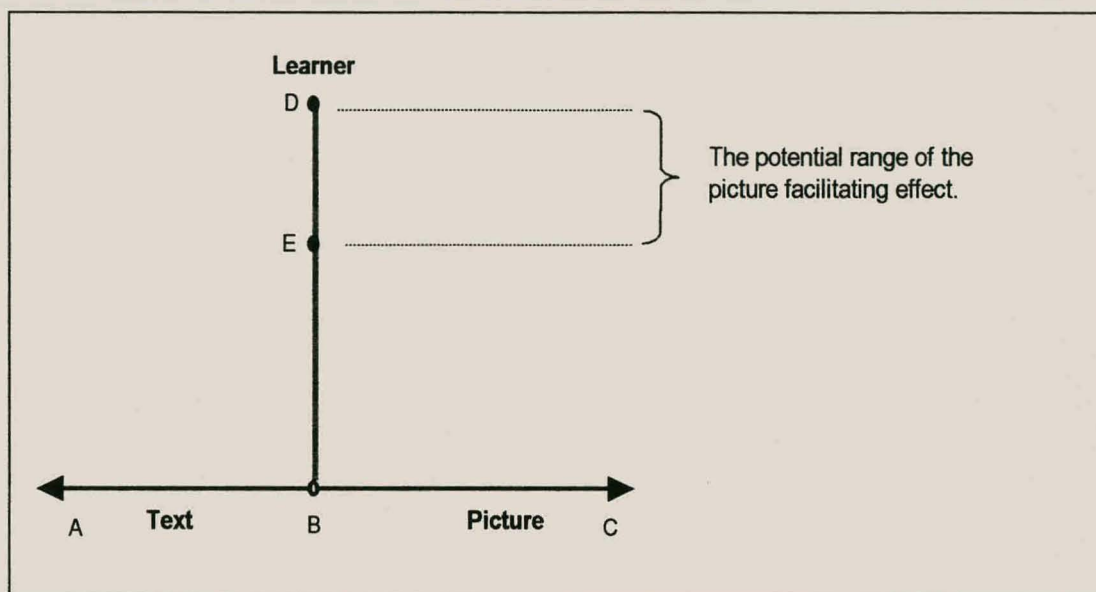 Learner
D
The potential range of the
picture facilitating effect.
E
A Text B Picture C